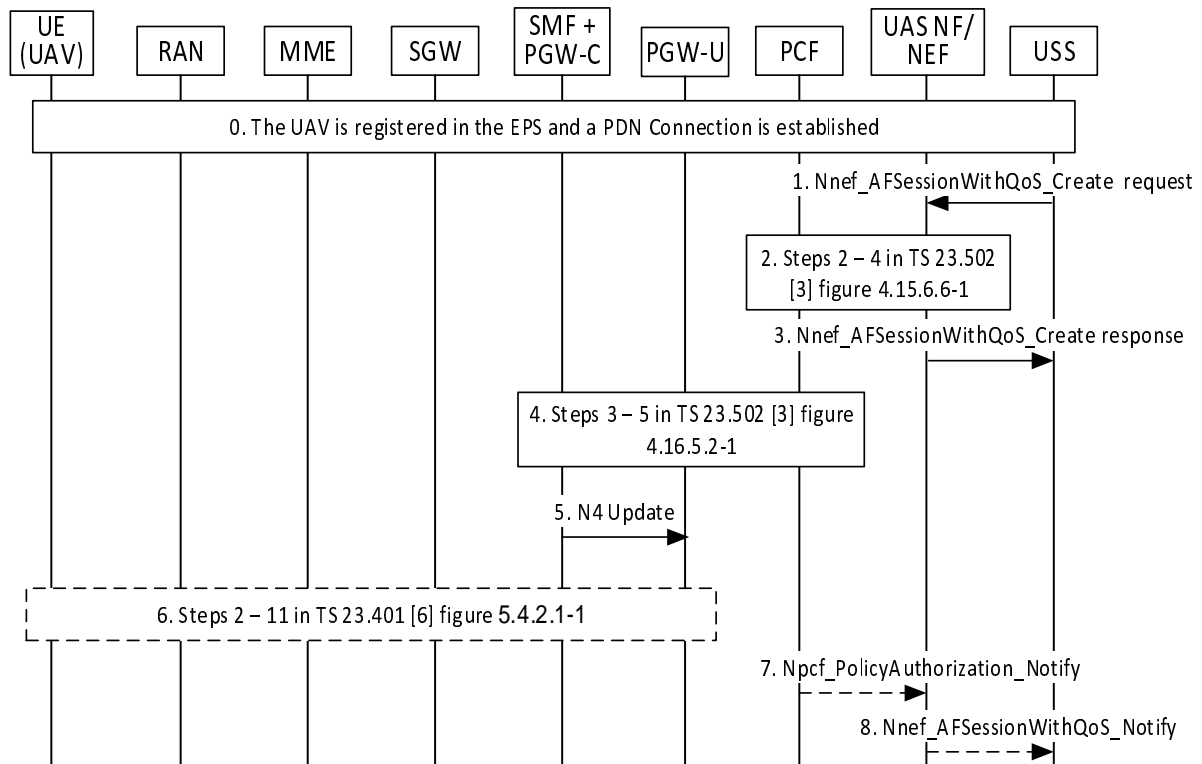 UE
(UAV)
RAN
MME
SGW
SMF +
PGW-C
PGW-U
PCF
UAS NF/
NEF
USS
0. The UAV is registered in the EPS and a PDN Connection is established
1. Nnef_AFSessionWithQoS_Create request
2. Steps 2 – 4 in TS 23.502
[3] figure 4.15.6.6-1
3. Nnef_AFSessionWithQoS_Create response
4. Steps 3 – 5 in TS 23.502 [3] figure
4.16.5.2-1
5. N4 Update
6. Steps 2 – 11 in TS 23.401 [6] figure 5.4.2.1-1
7. Npcf_PolicyAuthorization_Notify
8. Nnef_AFSessionWithQoS_Notify